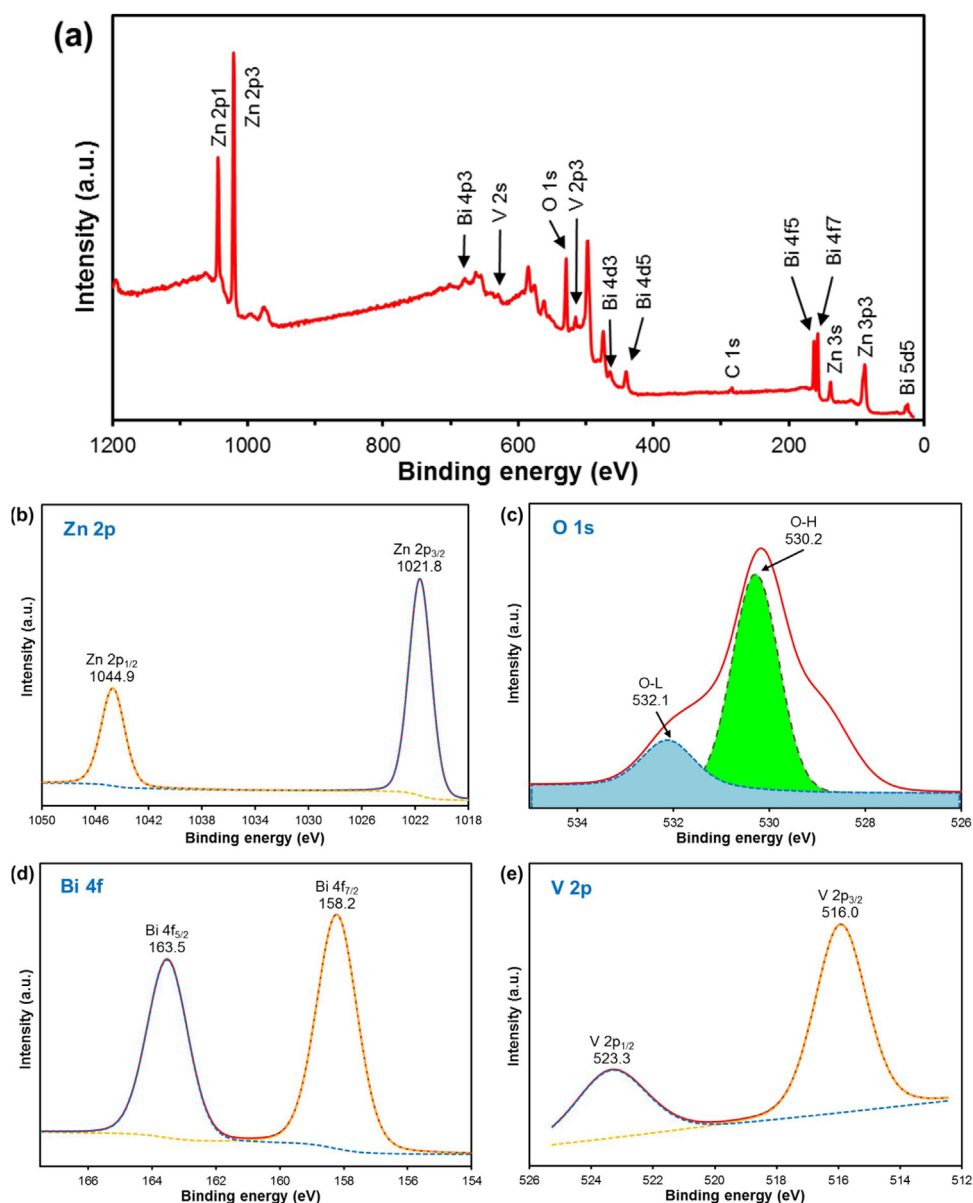 (a)
Zn 2p1
Zn 2p3
Bi 4p3
V 2s
O 1s
V 2p3
Bi 4d3
Bi 4d5
C 1s
Bi 4f5
Bi 4f7
Zn 3s
Zn 3p3
Bi 5d5
Intensity (a.u.)
1200 1000 800 600 400 200 0
Binding energy (eV)
(b) Zn 2p
Zn 2p3/2
1021.8
Zn 2p1/2
1044.9
Intensity (a.u.)
1050 1046 1042 1038 1034 1030 1026 1022 1018
Binding energy (eV)
(c) O 1s
O-H
530.2
O-L
532.1
Intensity (a.u.)
534 532 530 528 526
Binding energy (eV)
(d) Bi 4f
Bi 4f7/2
158.2
Bi 4f5/2
163.5
Intensity (a.u.)
166 164 162 160 158 156 154
Binding energy (eV)
(e) V 2p
V 2p3/2
516.0
V 2p1/2
523.3
Intensity (a.u.)
526 524 522 520 518 516 514 512
Binding energy (eV)